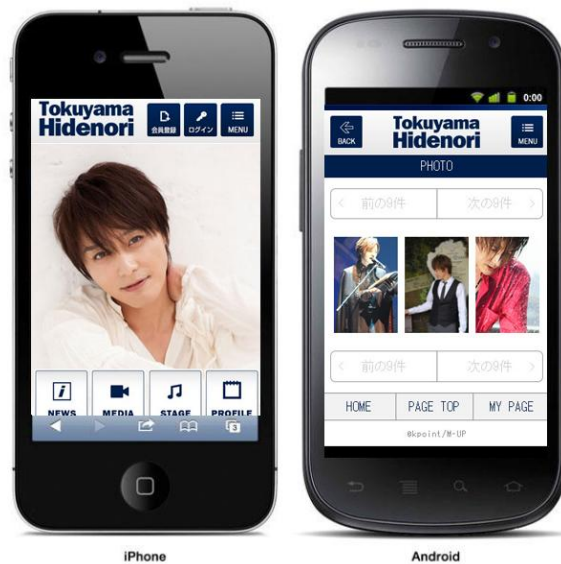 Tokuyama
Hidenori
会員登録
ログイン
MENU
NEWS
MEDIA
STAGE
PROFILE
3
iPhone
0:00
BACK
Tokuyama
Hidenori
MENU
PHOTO
< 前の9件
次の9件 >
< 前の9件
次の9件 >
HOME
PAGE TOP
MY PAGE
©kpoint/M-UP
Android